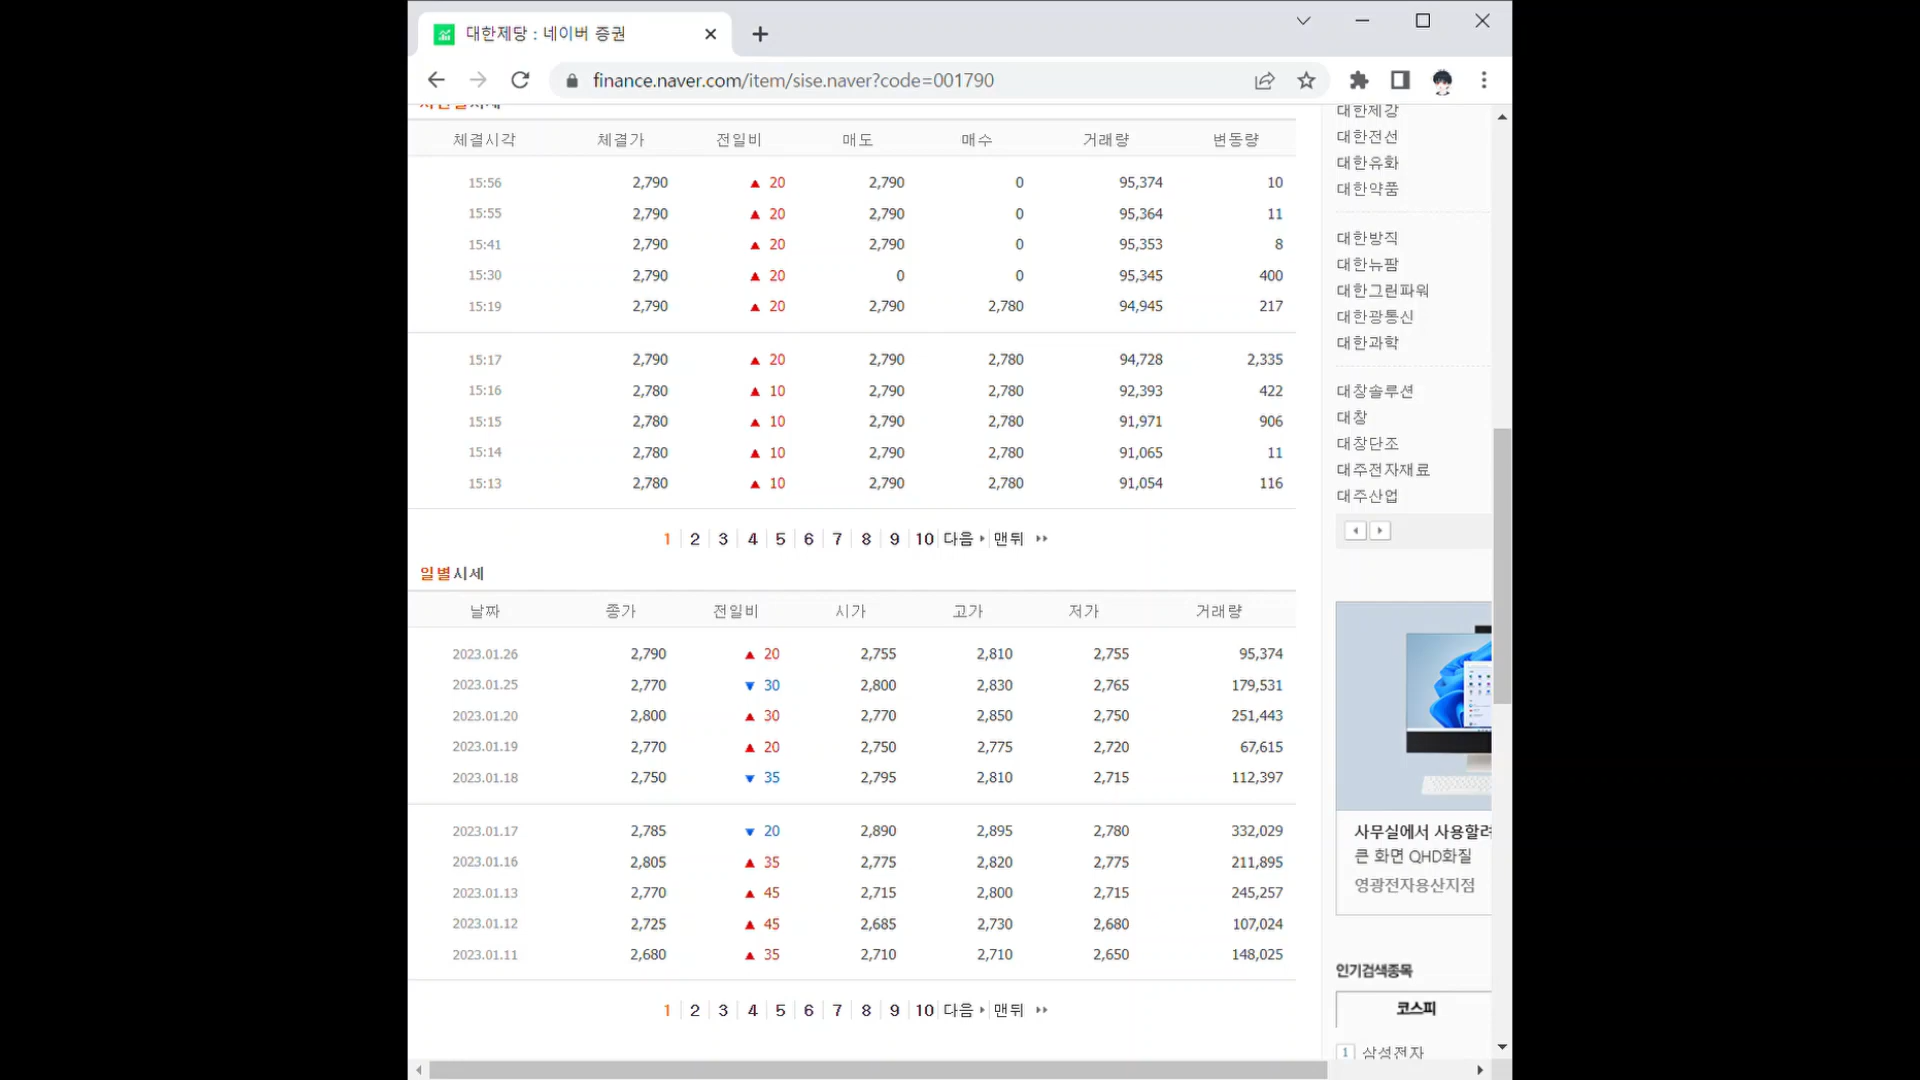 대한제당 : 네이버 증권
finance.naver.com/item/sise.naver?code=001790
체결시각 체결가 전일비 매도 매수 거래량 변동량
15:56 2,790 ▲ 20 2,790 0 95,374 10
15:55 2,790 ▲ 20 2,790 0 95,364 11
15:41 2,790 ▲ 20 2,790 0 95,353 8
15:30 2,790 ▲ 20 0 0 95,345 400
15:19 2,790 ▲ 20 2,790 2,780 94,945 217
15:17 2,790 ▲ 20 2,790 2,780 94,728 2,335
15:16 2,780 ▲ 10 2,790 2,780 92,393 422
15:15 2,780 ▲ 10 2,790 2,780 91,971 906
15:14 2,780 ▲ 10 2,790 2,780 91,065 11
15:13 2,780 ▲ 10 2,790 2,780 91,054 116
1 2 3 4 5 6 7 8 9 10 다음 맨뒤
일별시세
날짜 종가 전일비 시가 고가 저가 거래량
2023.01.26 2,790 ▲ 20 2,755 2,810 2,755 95,374
2023.01.25 2,770 ▼ 30 2,800 2,830 2,765 179,531
2023.01.20 2,800 ▲ 30 2,770 2,850 2,750 251,443
2023.01.19 2,770 ▲ 20 2,750 2,775 2,720 67,615
2023.01.18 2,750 ▼ 35 2,795 2,810 2,715 112,397
2023.01.17 2,785 ▼ 20 2,890 2,895 2,780 332,029
2023.01.16 2,805 ▲ 35 2,775 2,820 2,775 211,895
2023.01.13 2,770 ▲ 45 2,715 2,800 2,715 245,257
2023.01.12 2,725 ▲ 45 2,685 2,730 2,680 107,024
2023.01.11 2,680 ▲ 35 2,710 2,710 2,650 148,025
1 2 3 4 5 6 7 8 9 10 다음 맨뒤
대한제강
대한전선
대한유화
대한약품
대한방직
대한뉴팜
대한그린파워
대한광통신
대한과학
대창솔루션
대창
대창단조
대주전자재료
대주산업
사무실에서 사용할려
큰 화면 QHD화질
영광전자용산지점
인기검색종목
코스피
1 삼성전자